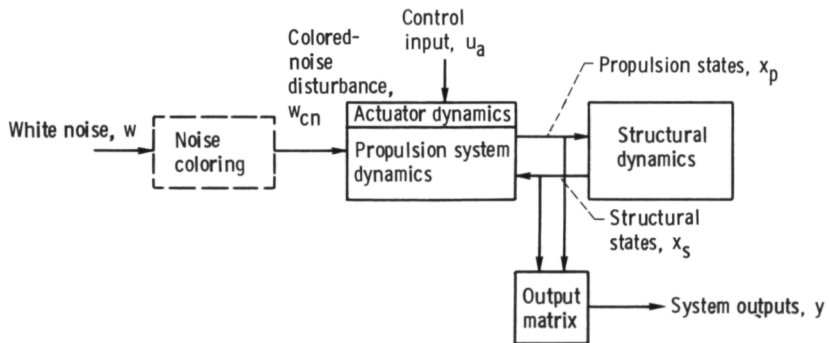 Control
input, u_a
Colored-
noise
disturbance,
w_cn
Propulsion states, x_p
White noise, w
Noise
coloring
Actuator dynamics
Propulsion system
dynamics
Structural
dynamics
Structural
states, x_s
Output
matrix
System outputs, y